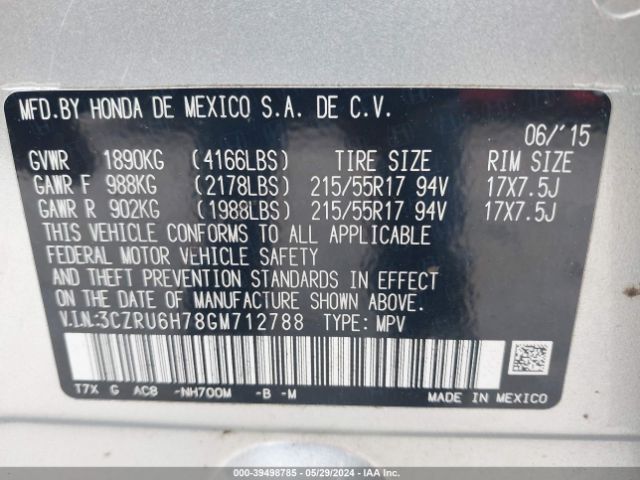 MFD.BY HONDA DE MEXICO S.A. DE C.V.
06/'15
GVWR 1890KG (4166LBS) TIRE SIZE RIM SIZE
GAWR F 988KG (2178LBS) 215/55R17 94V 17X7.5J
GAWR R 902KG (1988LBS) 215/55R17 94V 17X7.5J
THIS VEHICLE CONFORMS TO ALL APPLICABLE
FEDERAL MOTOR VEHICLE SAFETY
AND THEFT PREVENTION STANDARDS IN EFFECT
ON THE DATE OF MANUFACTURE SHOWN ABOVE.
V.I.N:3CZRU6H78GM712788 TYPE: MPV
T7X G AC8 -NH700M -B -M MADE IN MEXICO
000-39498785 - 05/29/2024 - IAAI.COM